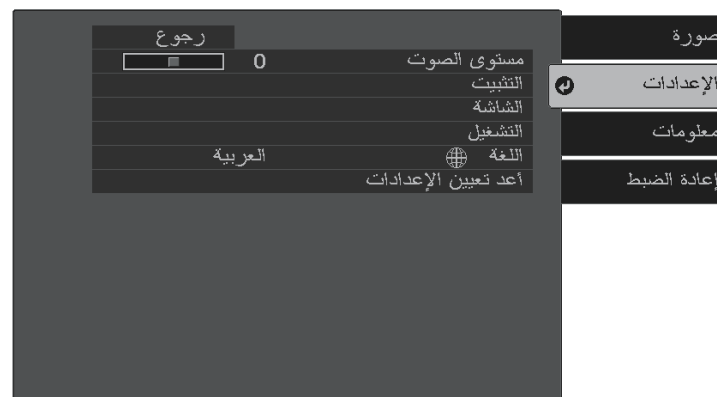 صورة
الإعدادات
معلومات
إعادة الضبط
رجوع
مستوى الصوت 0
التثبيت
الشاشة
التشغيل
اللغة العربية
أعد تعيين الإعدادات